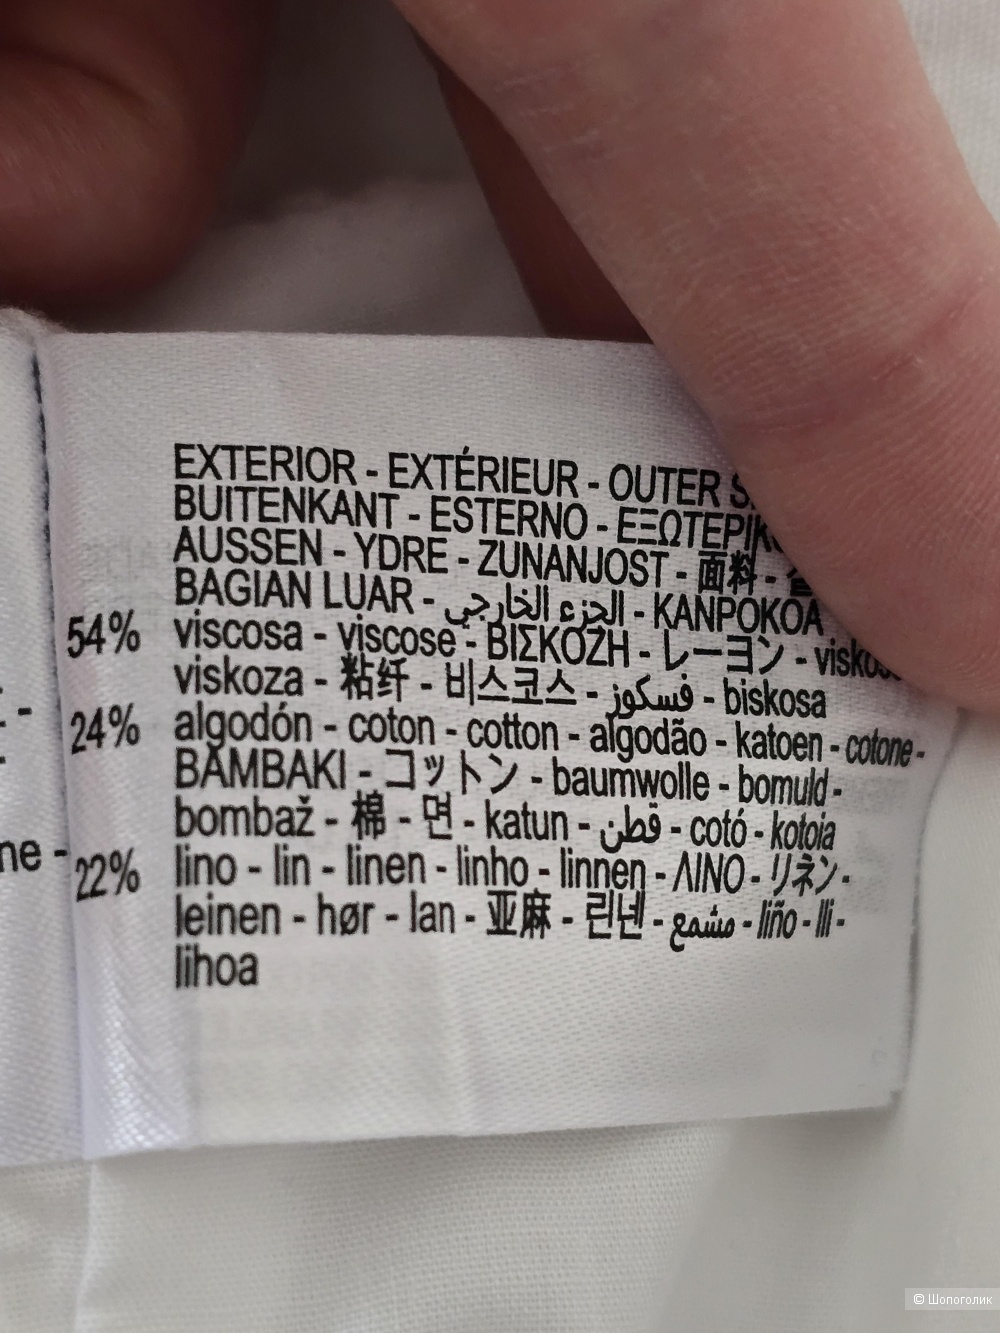 EXTERIOR - EXTÉRIEUR - OUTER
BUITENKANT - ESTERNO -
AUSSEN - YDRE - ZUNANJOST - 面料 -
BAGIAN LUAR - الجزء الخارجي - KANPOKOA
54% viscosa - viscose - ΒΙΣΚΟΖΗ - レーヨン -
viskoza - 粘纤 - 비스코스 - فسكوز - biskosa
24% algodón - coton - cotton - algodão - katoen - cotone -
BAMBAKI - コットン - baumwolle - bomuld -
bombaž - 棉 - 면 - katun - قطن - cotó - kotoia
22% lino - lin - linen - linho - linnen - ΛΙΝΟ - リネン -
leinen - hør - lan - 亚麻 - 린넨 - مشمع - liño - lli -
lihoa
© Шопоголик